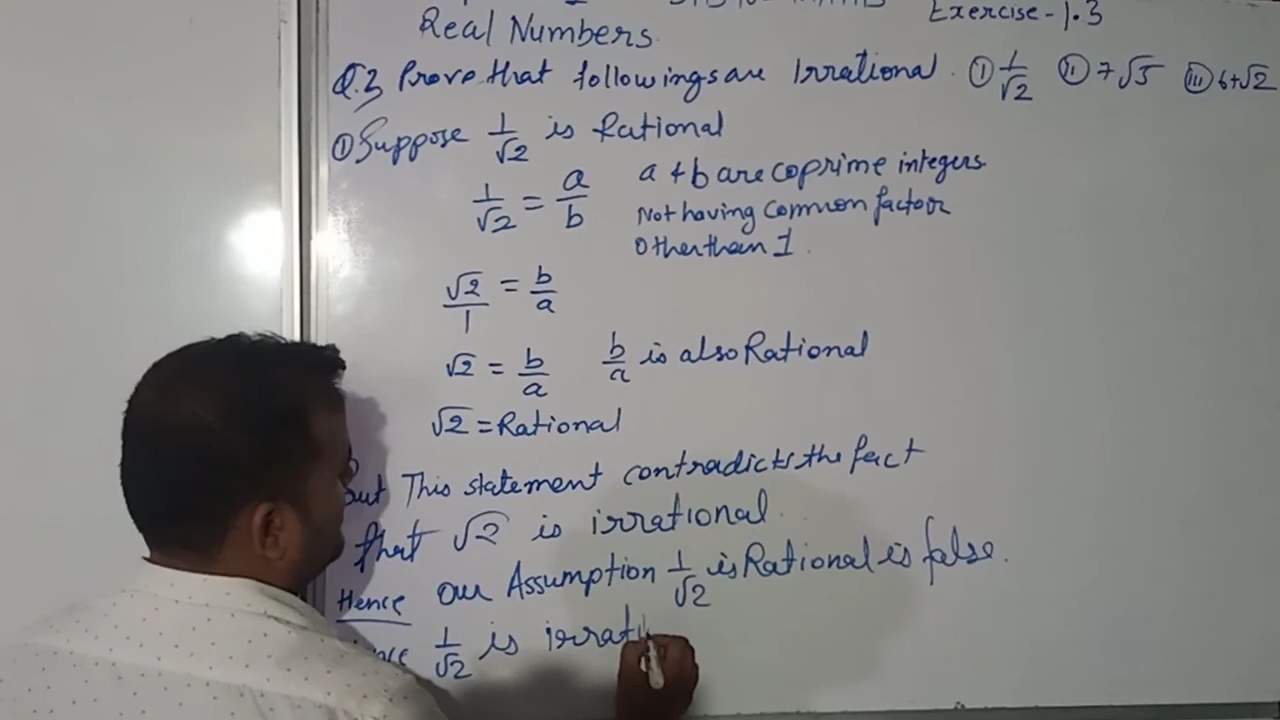 Exercise-1.3
Real Numbers.
Q.3 Prove that followings are Irrational. ① 1/√2 ② 7√5 ③ 6+√2
① Suppose 1/√2 is Rational
1/√2 = a/b a + b are coprime integers
Not having common factor
Other than 1.
√2/1 = b/a
√2 = b/a b/a is also Rational
√2 = Rational
But This statement contradicts the fact
that √2 is irrational.
Hence our Assumption 1/√2 is Rational is false.
1/√2 is irrati